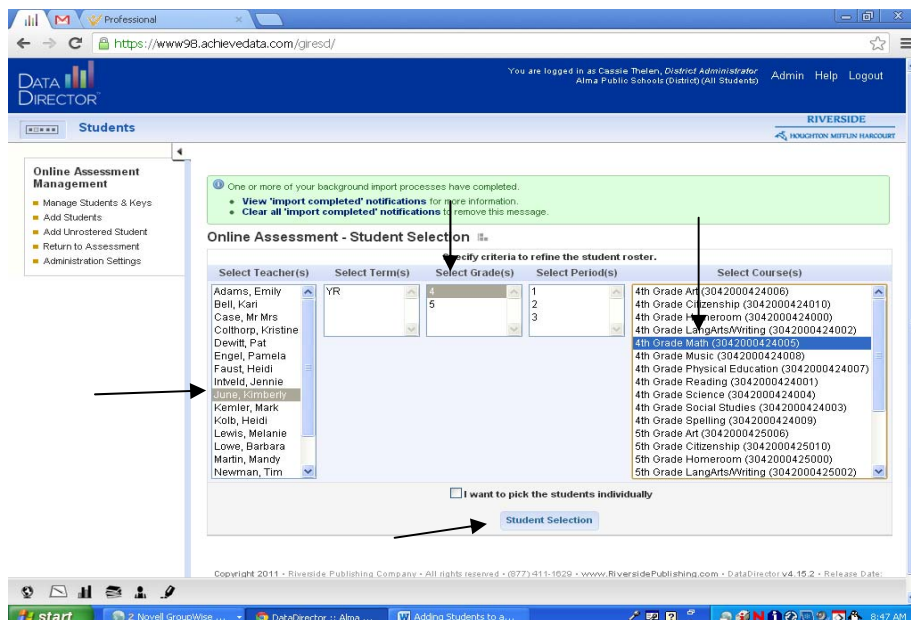 Professional
https://www98.achievedata.com/giresd/
DATA DIRECTOR
You are logged in as Cassie Thelen, District Administrator
Alma Public Schools (District) (All Students)
Admin Help Logout
Students
RIVERSIDE
HOUGHTON MIFFLIN HARCOURT
Online Assessment Management
Manage Students & Keys
Add Students
Add Unrostered Student
Return to Assessment
Administration Settings
One or more of your background import processes have completed.
View 'import completed' notifications for more information.
Clear all 'import completed' notifications to remove this message.
Online Assessment - Student Selection
Specify criteria to refine the student roster.
Select Teacher(s) Select Term(s) Select Grade(s) Select Period(s) Select Course(s)
Adams, Emily
Bell, Kari
Case, Mr Mrs
Colthorp, Kristine
Dewitt, Pat
Engel, Pamela
Faust, Heidi
Intveld, Jennie
June, Kimberly
Kemler, Mark
Kolb, Heidi
Lewis, Melanie
Lowe, Barbara
Martin, Mandy
Newman, Tim
YR
4
5
1
2
3
4th Grade Art (3042000424006)
4th Grade Citizenship (3042000424010)
4th Grade Homeroom (3042000424000)
4th Grade LangArts/Writing (3042000424002)
4th Grade Math (3042000424005)
4th Grade Music (3042000424008)
4th Grade Physical Education (3042000424007)
4th Grade Reading (3042000424001)
4th Grade Science (3042000424004)
4th Grade Social Studies (3042000424003)
4th Grade Spelling (3042000424009)
5th Grade Art (3042000425006)
5th Grade Citizenship (3042000425010)
5th Grade Homeroom (3042000425000)
5th Grade LangArts/Writing (3042000425002)
I want to pick the students individually
Student Selection
Copyright 2011 - Riverside Publishing Company - All rights reserved - (877) 411-1629 - www.RiversidePublishing.com - DataDirector v4.15.2 - Release Date:
start
2 Novell GroupWise ...
DataDirector :: Alma ...
Adding Students to a...
8:47 AM